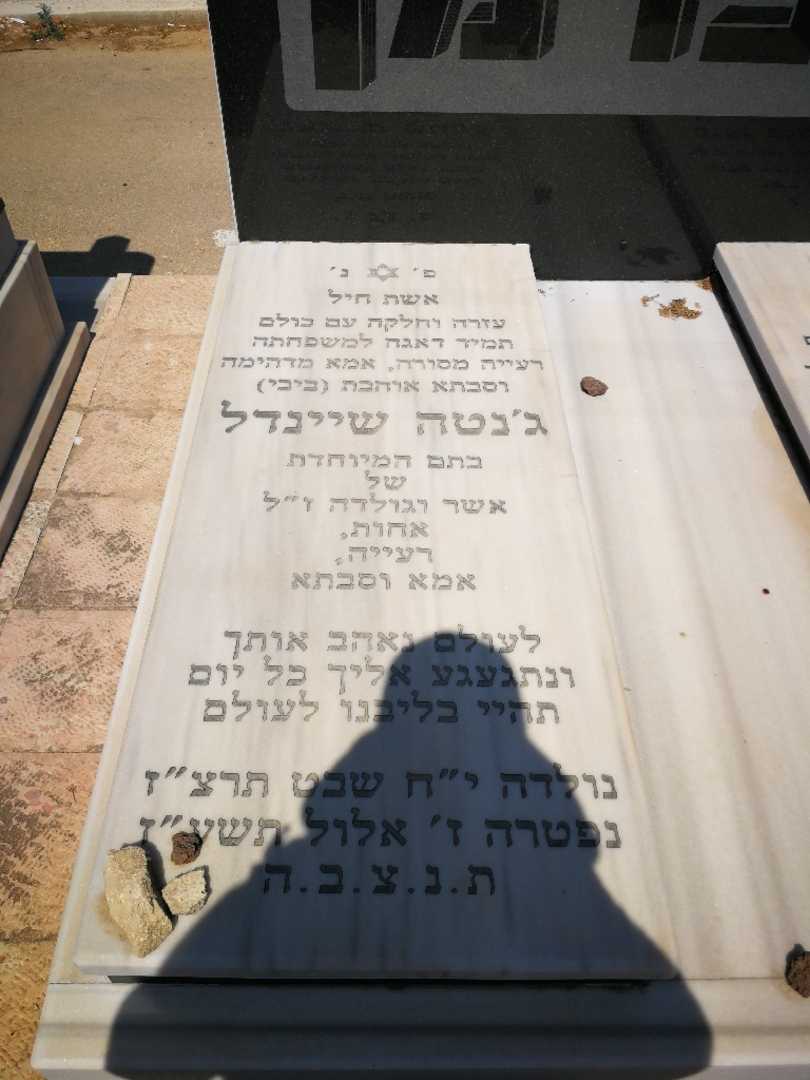 פ׳ נ׳
אשת חיל
עזרה וחלקה עם כולם
תמיד דאגה למשפחתה
רעייה מסורה, אמא מדהימה
וסבתא אוהבת (ביבי)
ג׳נטה שיינדל
בתם המיוחדת
של
אשר וגולדה ז״ל
אחות,
רעייה,
אמא וסבתא
לעולם נאהב אותך
ונתגעגע אליך כל יום
תהיי בליבנו לעולם
נולדה י״ח שבט תרצ״ז
נפטרה ז׳ אלול תשע״ז
ת.נ.צ.ב.ה